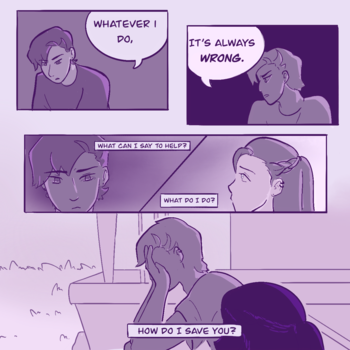 WHATEVER I
DO,
IT'S ALWAYS
WRONG.
WHAT CAN I SAY TO HELP?
WHAT DO I DO?
HOW DO I SAVE YOU?